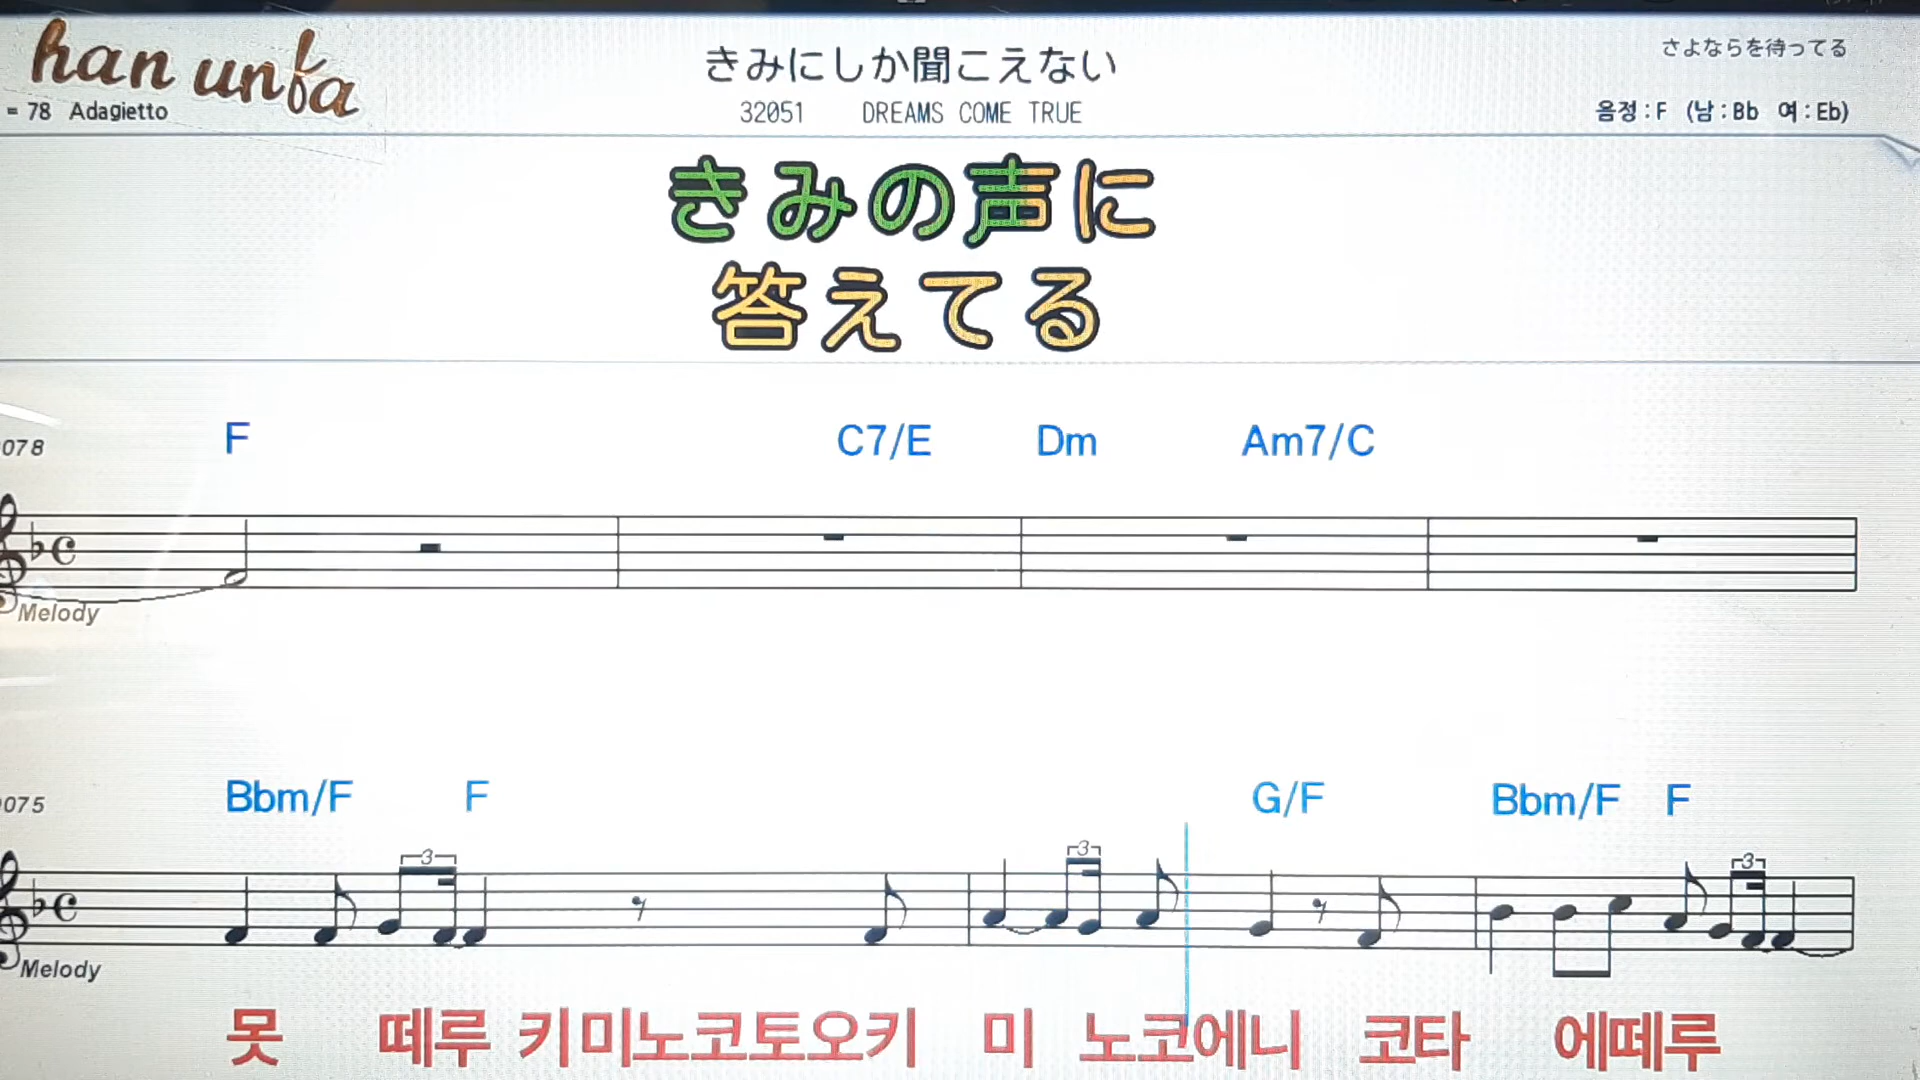 han unfa
きみにしか聞こえない
さよならを待ってる
= 78 Adagietto
32051 DREAMS COME TRUE
음정 : F (남 : Bb 여 : Eb)
きみの声に
答えてる
078
F C7/E Dm Am7/C
Melody
075
Bbm/F F G/F Bbm/F F
3 3 3
Melody
못 떼루 키미노코토오키 미 노코에니 코타 에떼루